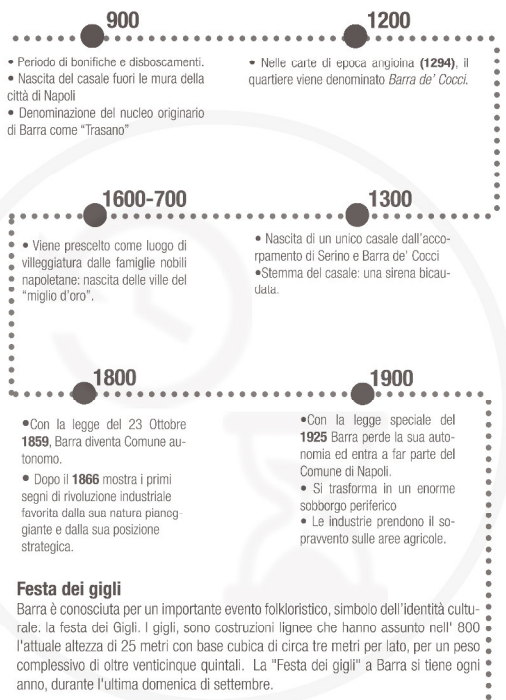 900
• Periodo di bonifiche e disboscamenti.
• Nascita del casale fuori le mura della
città di Napoli
• Denominazione del nucleo originario
di Barra come “Trasano”
1200
• Nelle carte di epoca angioina (1294), il
quartiere viene denominato Barra de' Cocci.
1300
• Nascita di un unico casale dall'acco-
rpamento di Serino e Barra de' Cocci
•Stemma del casale: una sirena bicau-
data.
1600-700
• Viene prescelto come luogo di
villeggiatura dalle famiglie nobili
napoletane: nascita delle ville del
“miglio d'oro”.
1800
•Con la legge del 23 Ottobre
1859, Barra diventa Comune au-
tonomo.
• Dopo il 1866 mostra i primi
segni di rivoluzione industriale
favorita dalla sua natura pianeg-
giante e dalla sua posizione
strategica.
1900
•Con la legge speciale del
1925 Barra perde la sua auto-
nomia ed entra a far parte del
Comune di Napoli.
• Si trasforma in un enorme
sobborgo periferico
• Le industrie prendono il so-
pravvento sulle aree agricole.
Festa dei gigli
Barra è conosciuta per un importante evento folkloristico, simbolo dell'identità cultu-
rale: la festa dei Gigli. I gigli, sono costruzioni lignee che hanno assunto nell' 800
l'attuale altezza di 25 metri con base cubica di circa tre metri per lato, per un peso
complessivo di oltre venticinque quintali. La "Festa dei gigli" a Barra si tiene ogni
anno, durante l'ultima domenica di settembre.